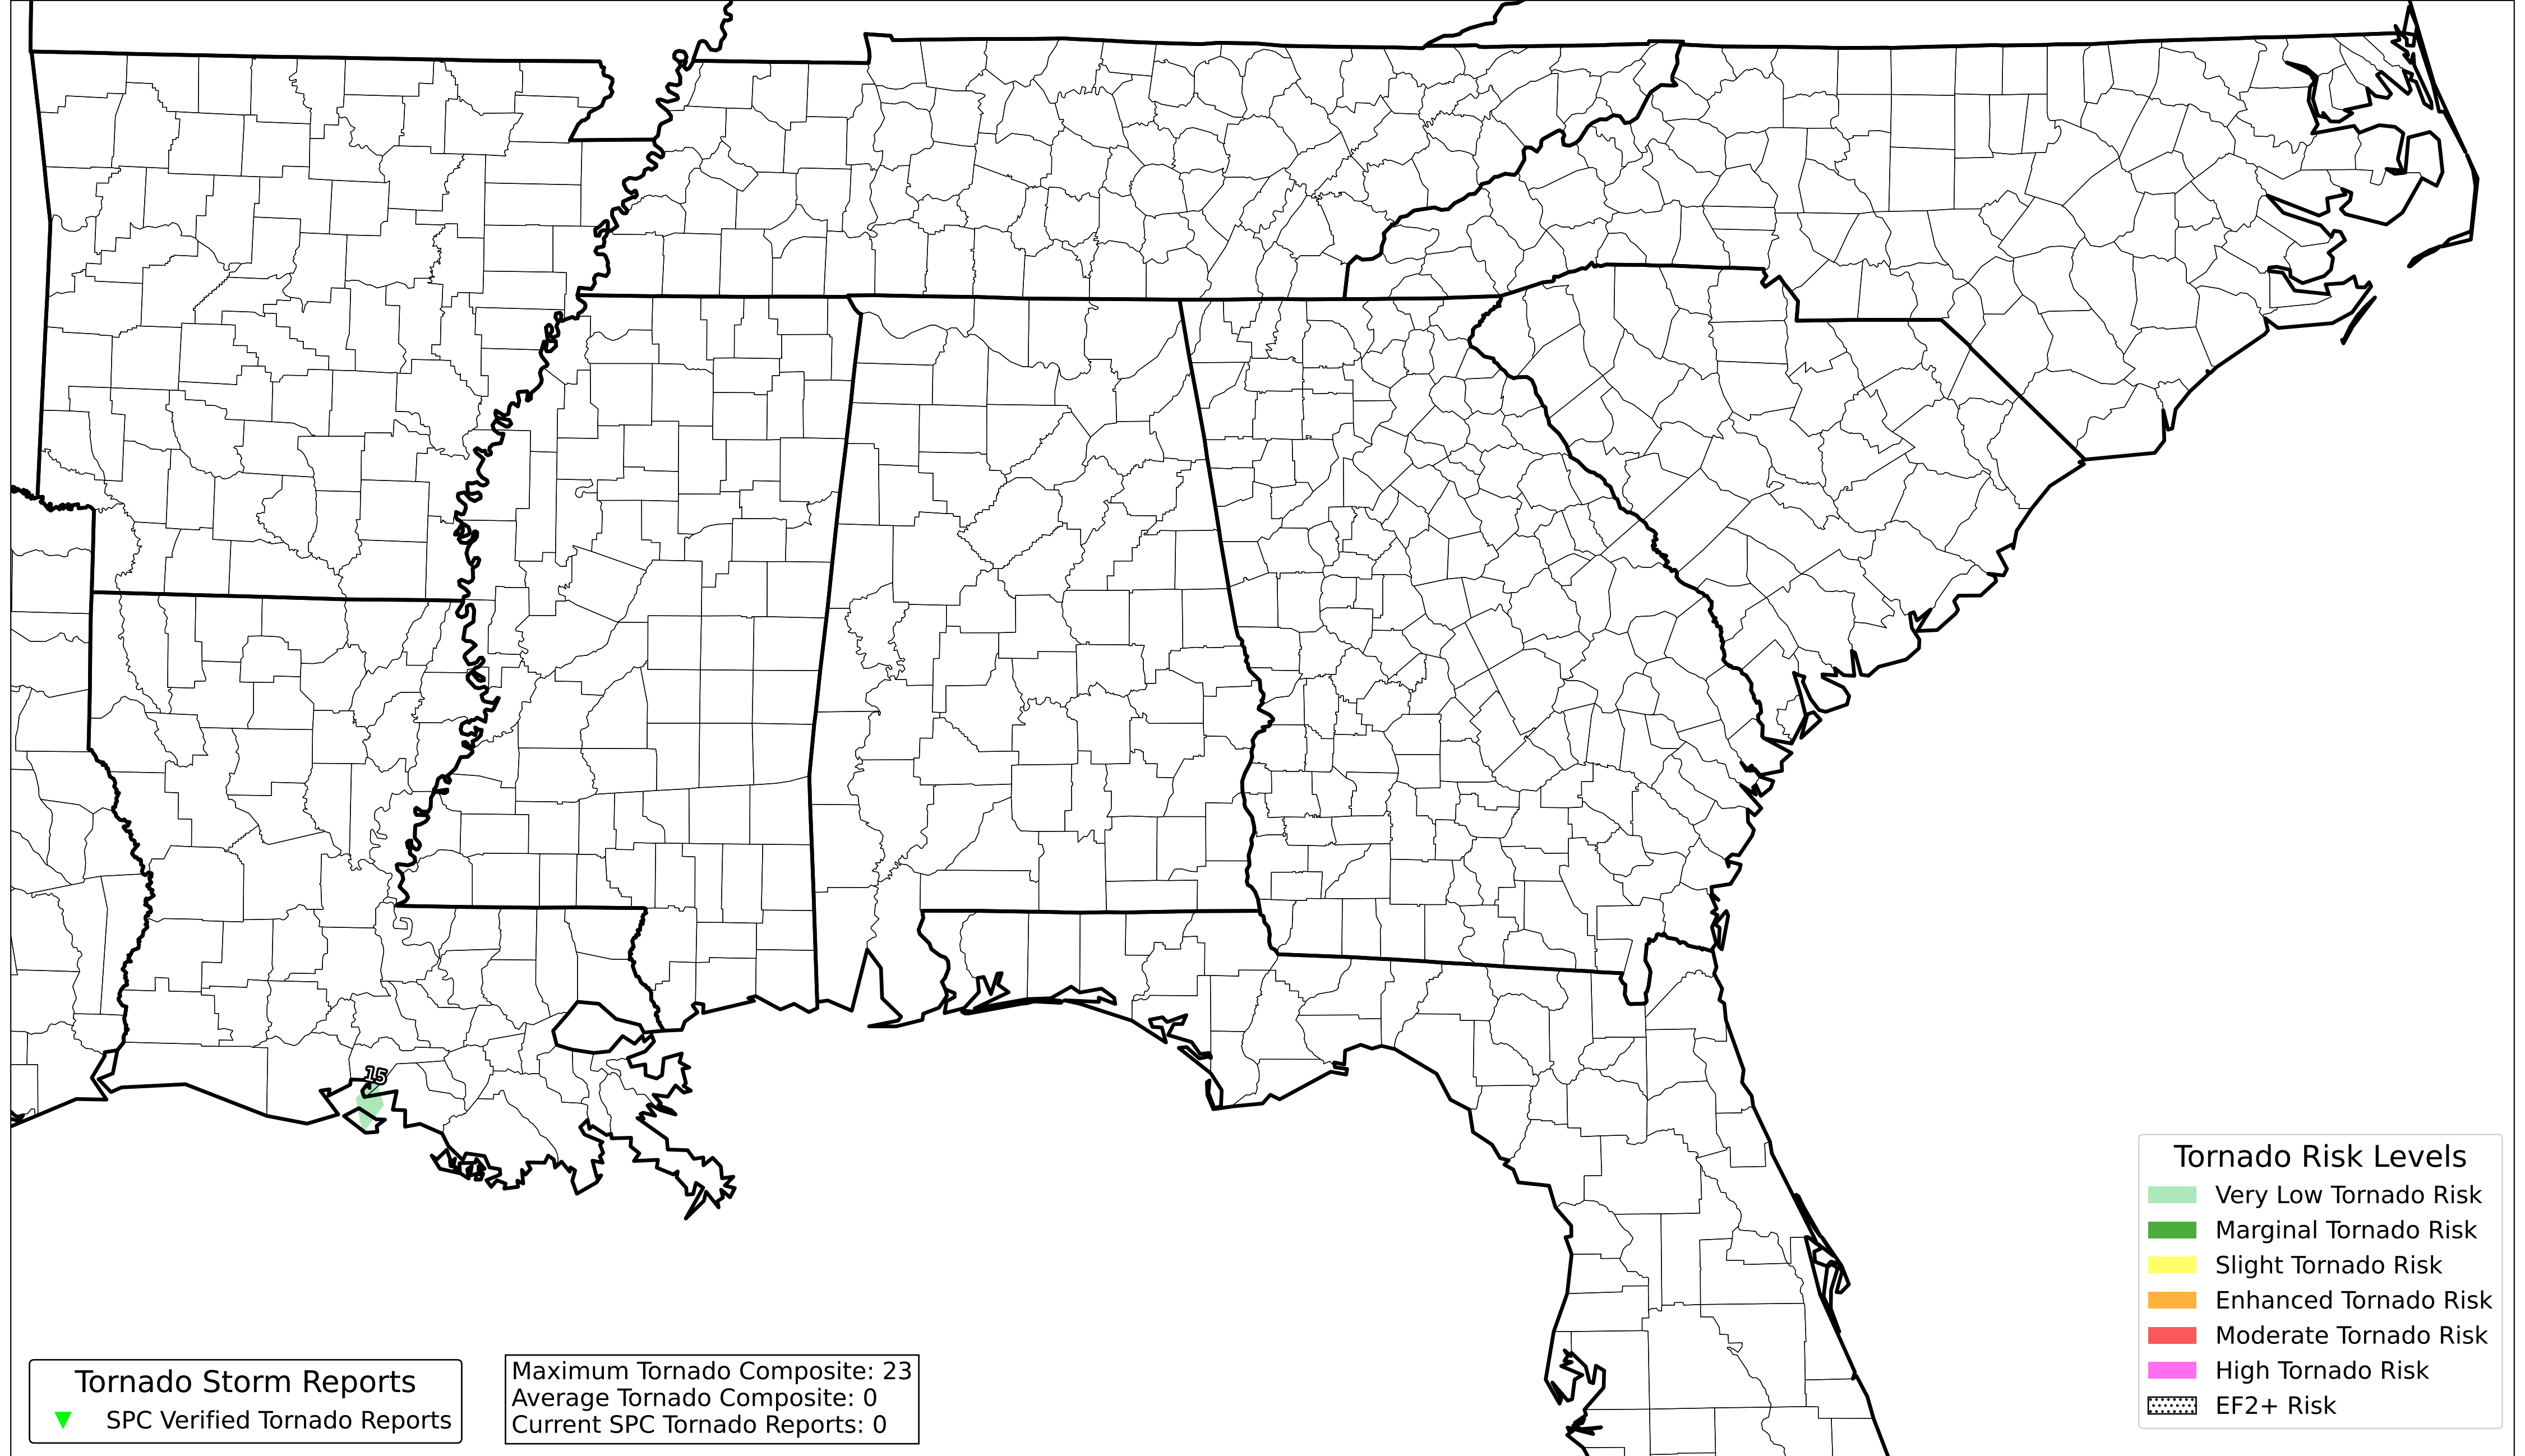 15
Tornado Risk Levels
Very Low Tornado Risk
Marginal Tornado Risk
Slight Tornado Risk
Enhanced Tornado Risk
Moderate Tornado Risk
High Tornado Risk
EF2+ Risk
Tornado Storm Reports
SPC Verified Tornado Reports
Maximum Tornado Composite: 23
Average Tornado Composite: 0
Current SPC Tornado Reports: 0